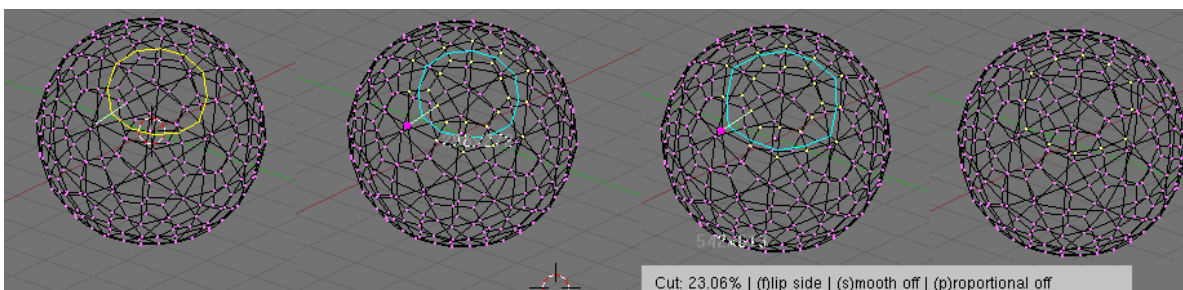 Cut: 23.06% | (f)lip side | (s)mooth off | (p)roportional off